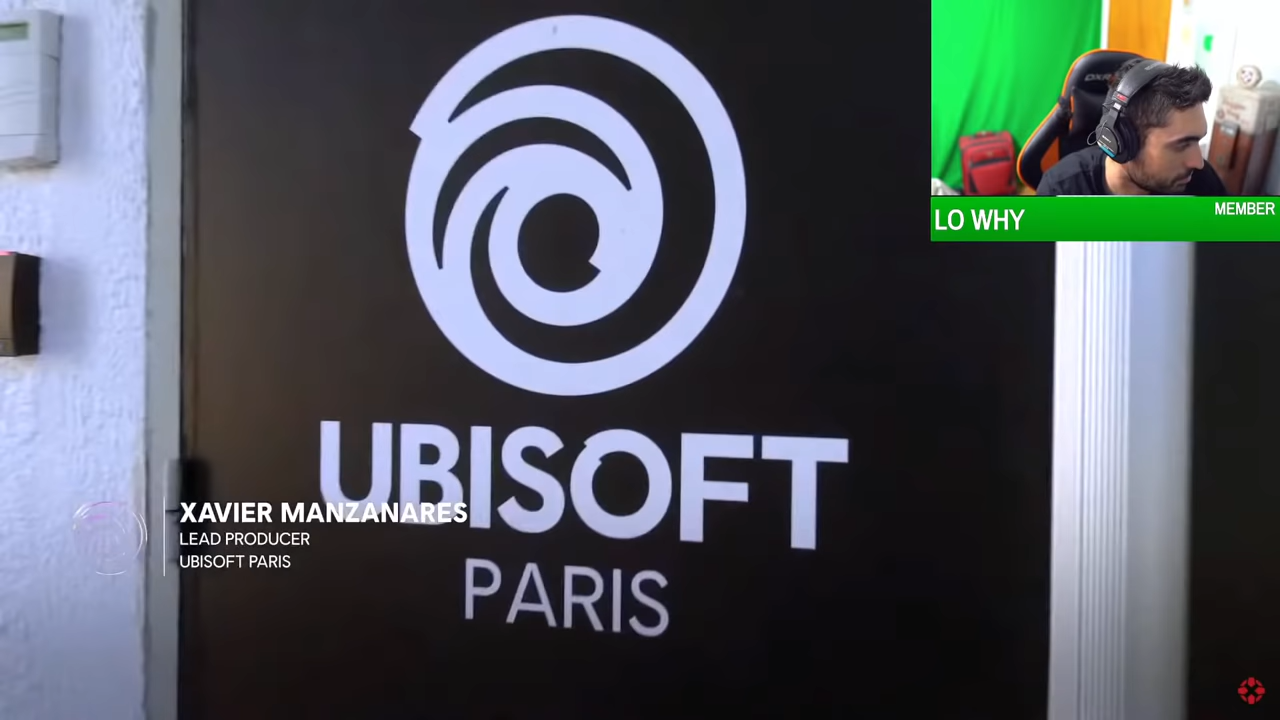 UBISOFT
PARIS
XAVIER MANZANARES
LEAD PRODUCER
UBISOFT PARIS
LO WHY
MEMBER